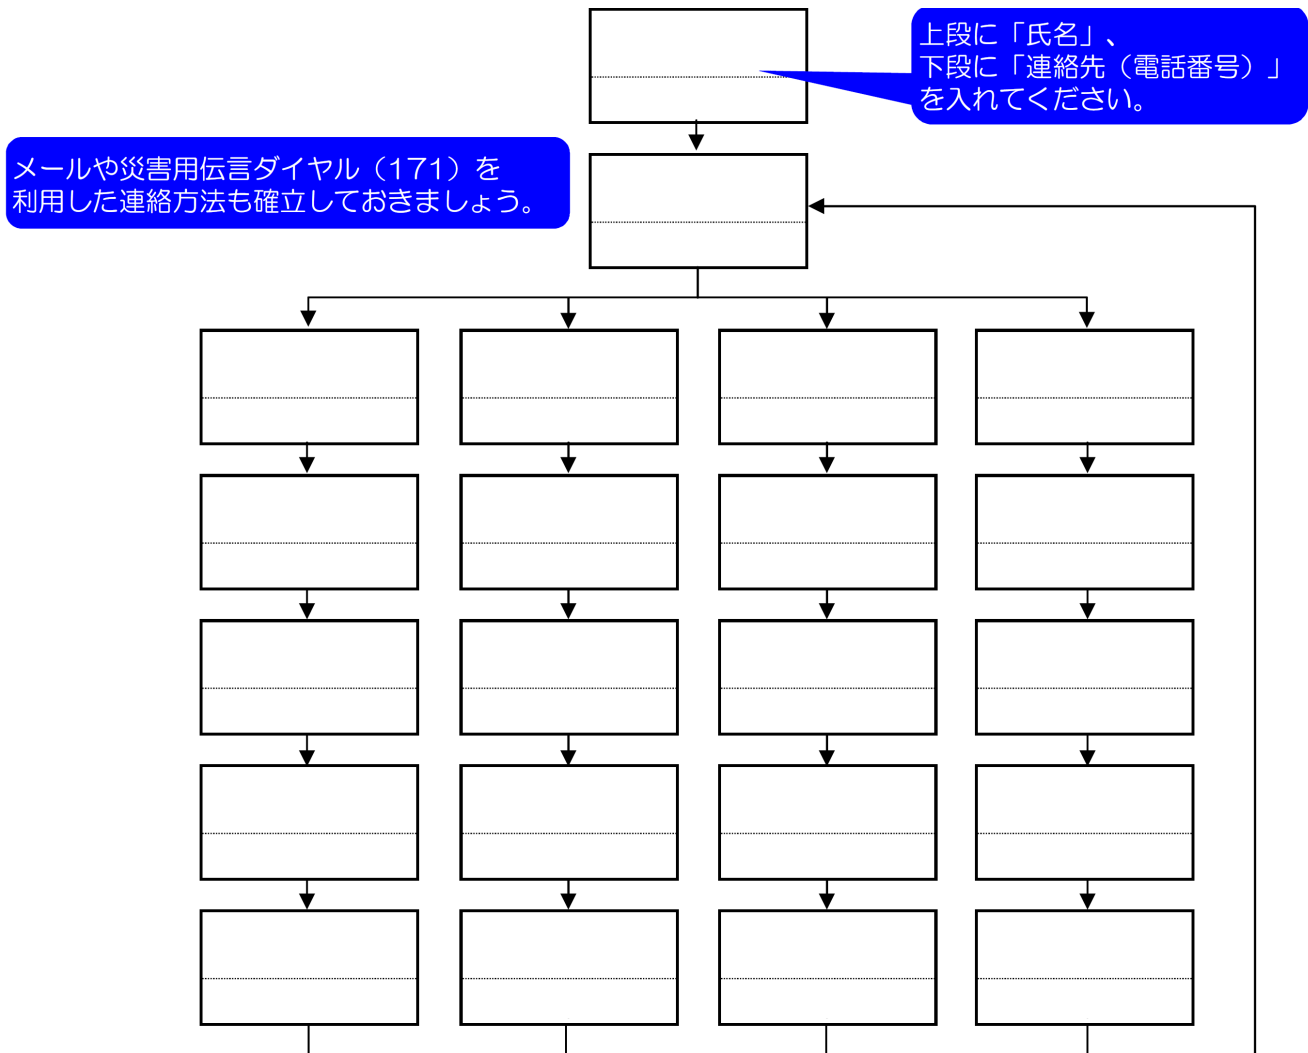 上段に「氏名」、
下段に「連絡先（電話番号）」
を入れてください。
メールや災害用伝言ダイヤル（171）を
利用した連絡方法も確立しておきましょう。